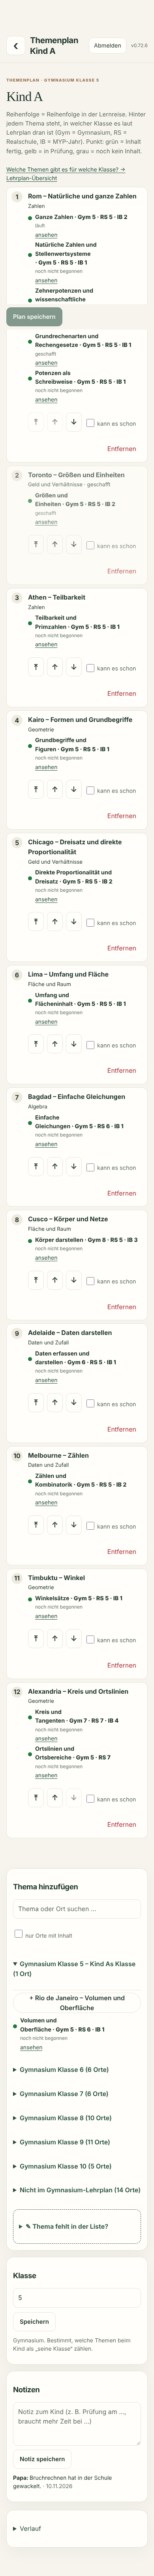 Themenplan
Kind A
Abmelden
v0.72.8
THEMENPLAN · GYMNASIUM KLASSE 5
Kind A
Reihenfolge = Reihenfolge in der Lernreise. Hinter
jedem Thema steht, in welcher Klasse es laut
Lehrplan dran ist (Gym = Gymnasium, RS =
Realschule, IB = MYP-Jahr). Punkt: grün = Inhalt
fertig, gelb = in Prüfung, grau = noch kein Inhalt.
Welche Themen gibt es für welche Klasse? →
Lehrplan-Übersicht
1
Rom – Natürliche und ganze Zahlen
Zahlen
Ganze Zahlen · Gym 5 · RS 5 · IB 2
läuft
ansehen
Natürliche Zahlen und
Stellenwertsysteme
· Gym 5 · RS 5 · IB 1
noch nicht begonnen
ansehen
Zehnerpotenzen und
wissenschaftliche
Plan speichern
Grundrechenarten und
Rechengesetze · Gym 5 · RS 5 · IB 1
geschafft
ansehen
Potenzen als
Schreibweise · Gym 5 · RS 5 · IB 1
noch nicht begonnen
ansehen
⤒ ↑ ↓ kann es schon
Entfernen
2
Toronto – Größen und Einheiten
Geld und Verhältnisse · geschafft
Größen und
Einheiten · Gym 5 · RS 5 · IB 2
geschafft
ansehen
⤒ ↑ ↓ kann es schon
Entfernen
3
Athen – Teilbarkeit
Zahlen
Teilbarkeit und
Primzahlen · Gym 5 · RS 5 · IB 1
noch nicht begonnen
ansehen
⤒ ↑ ↓ kann es schon
Entfernen
4
Kairo – Formen und Grundbegriffe
Geometrie
Grundbegriffe und
Figuren · Gym 5 · RS 5 · IB 1
noch nicht begonnen
ansehen
⤒ ↑ ↓ kann es schon
Entfernen
5
Chicago – Dreisatz und direkte
Proportionalität
Geld und Verhältnisse
Direkte Proportionalität und
Dreisatz · Gym 5 · RS 5 · IB 2
noch nicht begonnen
ansehen
⤒ ↑ ↓ kann es schon
Entfernen
6
Lima – Umfang und Fläche
Fläche und Raum
Umfang und
Flächeninhalt · Gym 5 · RS 5 · IB 1
noch nicht begonnen
ansehen
⤒ ↑ ↓ kann es schon
Entfernen
7
Bagdad – Einfache Gleichungen
Algebra
Einfache
Gleichungen · Gym 5 · RS 6 · IB 1
noch nicht begonnen
ansehen
⤒ ↑ ↓ kann es schon
Entfernen
8
Cusco – Körper und Netze
Fläche und Raum
Körper darstellen · Gym 8 · RS 5 · IB 3
noch nicht begonnen
ansehen
⤒ ↑ ↓ kann es schon
Entfernen
9
Adelaide – Daten darstellen
Daten und Zufall
Daten erfassen und
darstellen · Gym 6 · RS 5 · IB 1
noch nicht begonnen
ansehen
⤒ ↑ ↓ kann es schon
Entfernen
10
Melbourne – Zählen
Daten und Zufall
Zählen und
Kombinatorik · Gym 5 · RS 5 · IB 2
noch nicht begonnen
ansehen
⤒ ↑ ↓ kann es schon
Entfernen
11
Timbuktu – Winkel
Geometrie
Winkelsätze · Gym 5 · RS 5 · IB 1
noch nicht begonnen
ansehen
⤒ ↑ ↓ kann es schon
Entfernen
12
Alexandria – Kreis und Ortslinien
Geometrie
Kreis und
Tangenten · Gym 7 · RS 7 · IB 4
noch nicht begonnen
ansehen
Ortslinien und
Ortsbereiche · Gym 5 · RS 7
noch nicht begonnen
ansehen
⤒ ↑ ↓ kann es schon
Entfernen
Thema hinzufügen
Thema oder Ort suchen ...
nur Orte mit Inhalt
▼ Gymnasium Klasse 5 – Kind As Klasse
(1 Ort)
+ Rio de Janeiro – Volumen und
Oberfläche
Volumen und
Oberfläche · Gym 5 · RS 6 · IB 1
noch nicht begonnen
ansehen
► Gymnasium Klasse 6 (6 Orte)
► Gymnasium Klasse 7 (6 Orte)
► Gymnasium Klasse 8 (10 Orte)
► Gymnasium Klasse 9 (11 Orte)
► Gymnasium Klasse 10 (5 Orte)
► Nicht im Gymnasium-Lehrplan (14 Orte)
► ✎ Thema fehlt in der Liste?
Klasse
5
Speichern
Gymnasium. Bestimmt, welche Themen beim
Kind als „seine Klasse" zählen.
Notizen
Notiz zum Kind (z. B. Prüfung am ...,
braucht mehr Zeit bei ...)
Notiz speichern
Papa: Bruchrechnen hat in der Schule
gewackelt. · 10.11.2026
► Verlauf